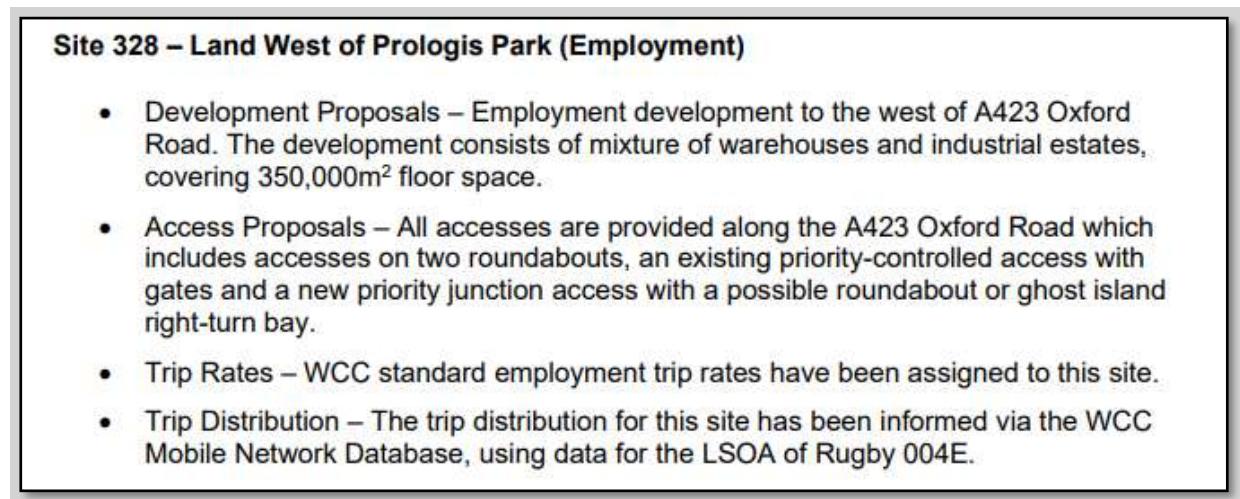 Site 328 – Land West of Prologis Park (Employment)
• Development Proposals – Employment development to the west of A423 Oxford
Road. The development consists of mixture of warehouses and industrial estates,
covering 350,000m² floor space.
• Access Proposals – All accesses are provided along the A423 Oxford Road which
includes accesses on two roundabouts, an existing priority-controlled access with
gates and a new priority junction access with a possible roundabout or ghost island
right-turn bay.
• Trip Rates – WCC standard employment trip rates have been assigned to this site.
• Trip Distribution – The trip distribution for this site has been informed via the WCC
Mobile Network Database, using data for the LSOA of Rugby 004E.